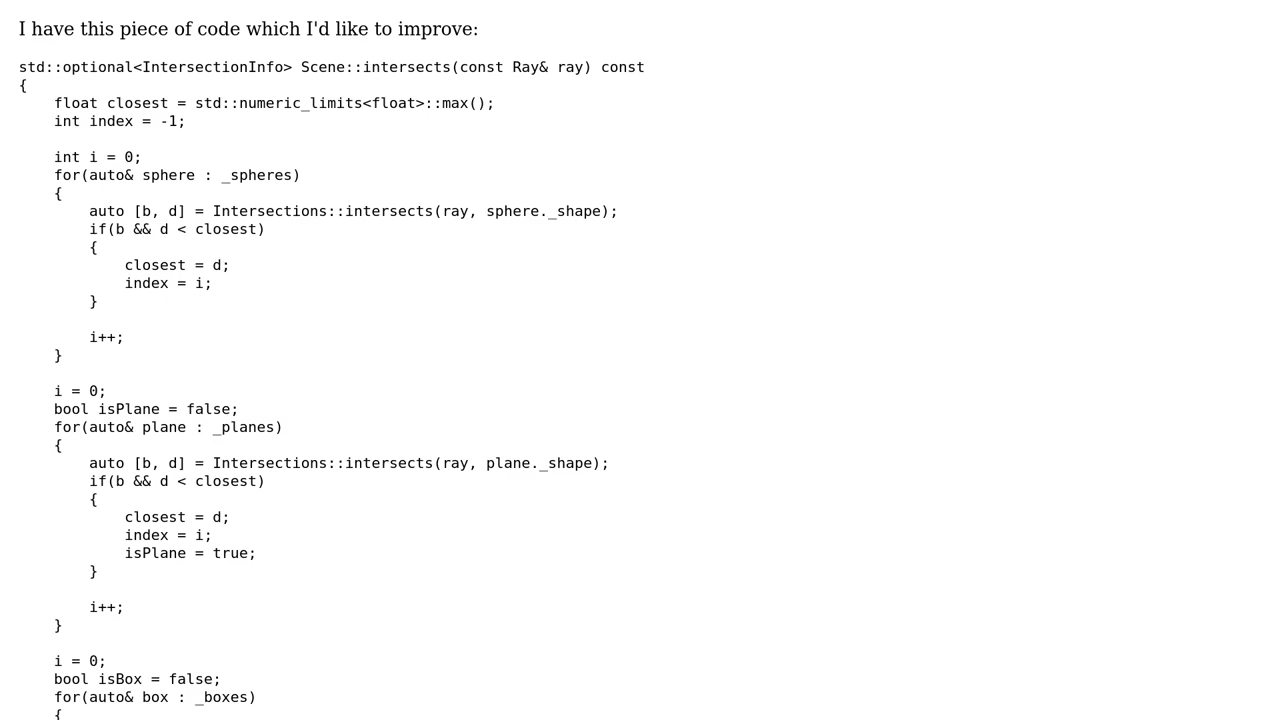 I have this piece of code which I'd like to improve:
std::optional<IntersectionInfo> Scene::intersects(const Ray& ray) const
{
    float closest = std::numeric_limits<float>::max();
    int index = -1;

    int i = 0;
    for(auto& sphere : _spheres)
    {
        auto [b, d] = Intersections::intersects(ray, sphere._shape);
        if(b && d < closest)
        {
            closest = d;
            index = i;
        }

        i++;
    }

    i = 0;
    bool isPlane = false;
    for(auto& plane : _planes)
    {
        auto [b, d] = Intersections::intersects(ray, plane._shape);
        if(b && d < closest)
        {
            closest = d;
            index = i;
            isPlane = true;
        }

        i++;
    }

    i = 0;
    bool isBox = false;
    for(auto& box : _boxes)
    {